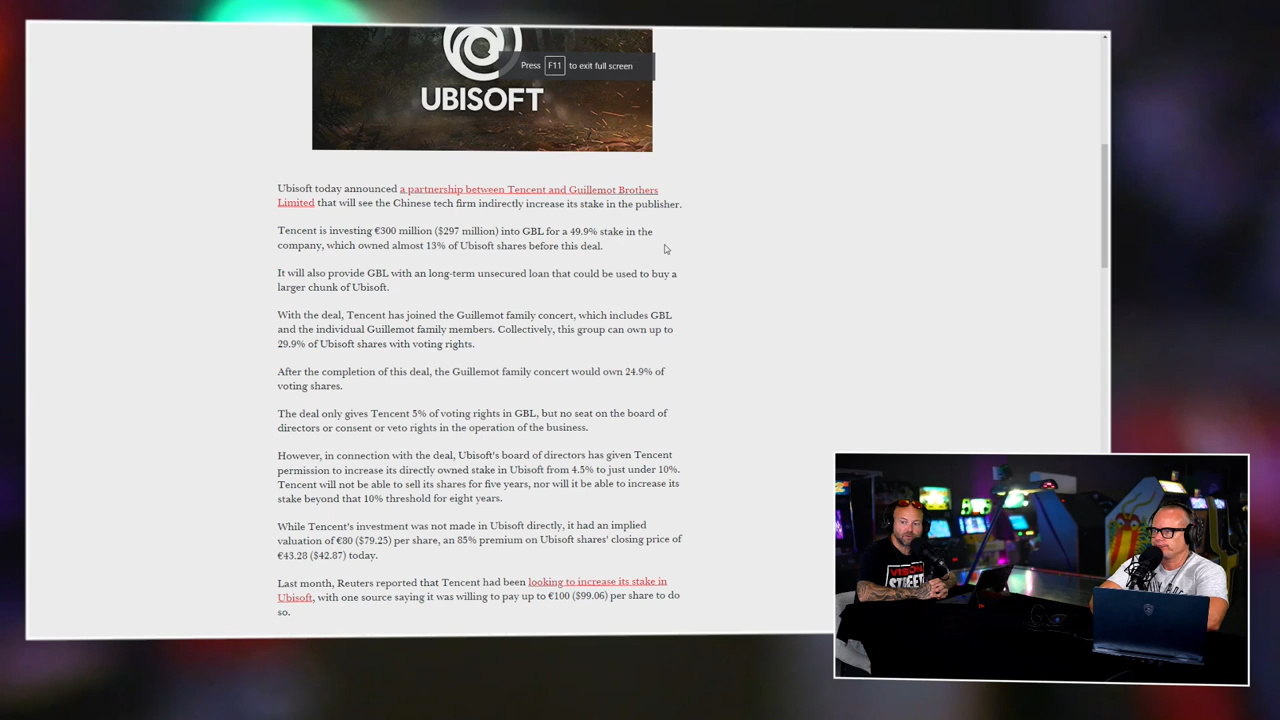 Press F11 to exit full screen
UBISOFT
Ubisoft today announced a partnership between Tencent and Guillemot Brothers
Limited that will see the Chinese tech firm indirectly increase its stake in the publisher.
Tencent is investing €300 million ($297 million) into GBL for a 49.9% stake in the
company, which owned almost 13% of Ubisoft shares before this deal.
It will also provide GBL with an long-term unsecured loan that could be used to buy a
larger chunk of Ubisoft.
With the deal, Tencent has joined the Guillemot family concert, which includes GBL
and the individual Guillemot family members. Collectively, this group can own up to
29.9% of Ubisoft shares with voting rights.
After the completion of this deal, the Guillemot family concert would own 24.9% of
voting shares.
The deal only gives Tencent 5% of voting rights in GBL, but no seat on the board of
directors or consent or veto rights in the operation of the business.
However, in connection with the deal, Ubisoft's board of directors has given Tencent
permission to increase its directly owned stake in Ubisoft from 4.5% to just under 10%.
Tencent will not be able to sell its shares for five years, nor will it be able to increase its
stake beyond that 10% threshold for eight years.
While Tencent's investment was not made in Ubisoft directly, it had an implied
valuation of €80 ($79.25) per share, an 85% premium on Ubisoft shares' closing price of
€43.28 ($42.87) today.
Last month, Reuters reported that Tencent had been looking to increase its stake in
Ubisoft, with one source saying it was willing to pay up to €100 ($99.06) per share to do
so.
STREET